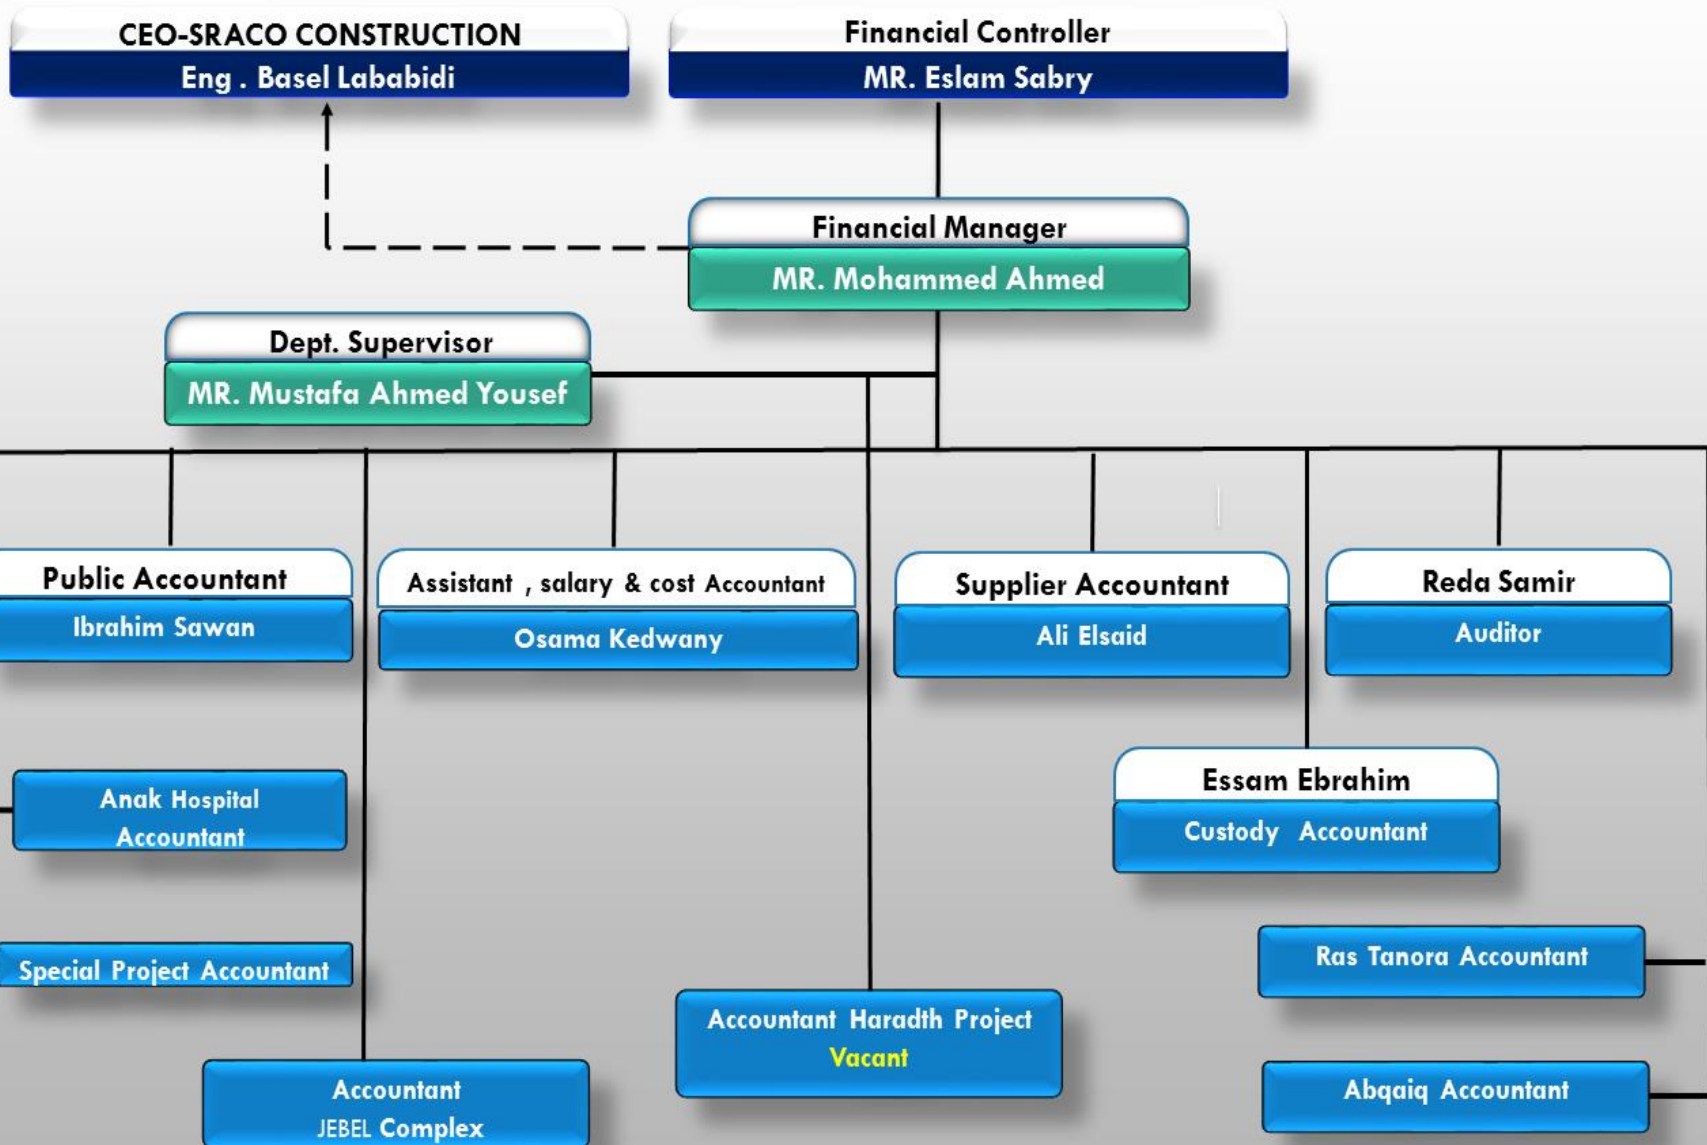 CEO-SRACO CONSTRUCTION
Eng . Basel Lababidi
Financial Controller
MR. Eslam Sabry
Financial Manager
MR. Mohammed Ahmed
Dept. Supervisor
MR. Mustafa Ahmed Yousef
Public Accountant
Ibrahim Sawan
Assistant , salary & cost Accountant
Osama Kedwany
Supplier Accountant
Ali Elsaid
Reda Samir
Auditor
Anak Hospital
Accountant
Essam Ebrahim
Custody Accountant
Special Project Accountant
Ras Tanora Accountant
Accountant Haradth Project
Vacant
Accountant
JEBEL Complex
Abqaiq Accountant